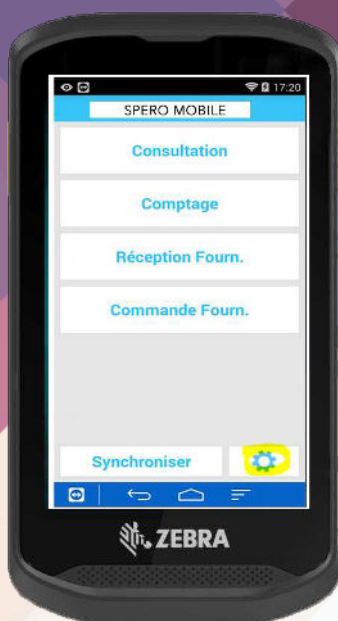 17:20
SPERO MOBILE
Consultation
Comptage
Réception Fourn.
Commande Fourn.
Synchroniser
ZEBRA